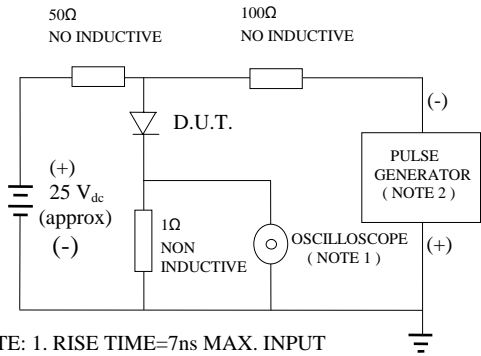 50Ω
NO INDUCTIVE
100Ω
NO INDUCTIVE
D.U.T.
(-)
PULSE
GENERATOR
( NOTE 2 )
(+)
(+)
25 Vdc
(approx)
(-)
1Ω
NON
INDUCTIVE
OSCILLOSCOPE
( NOTE 1 )
TE: 1. RISE TIME=7ns MAX. INPUT